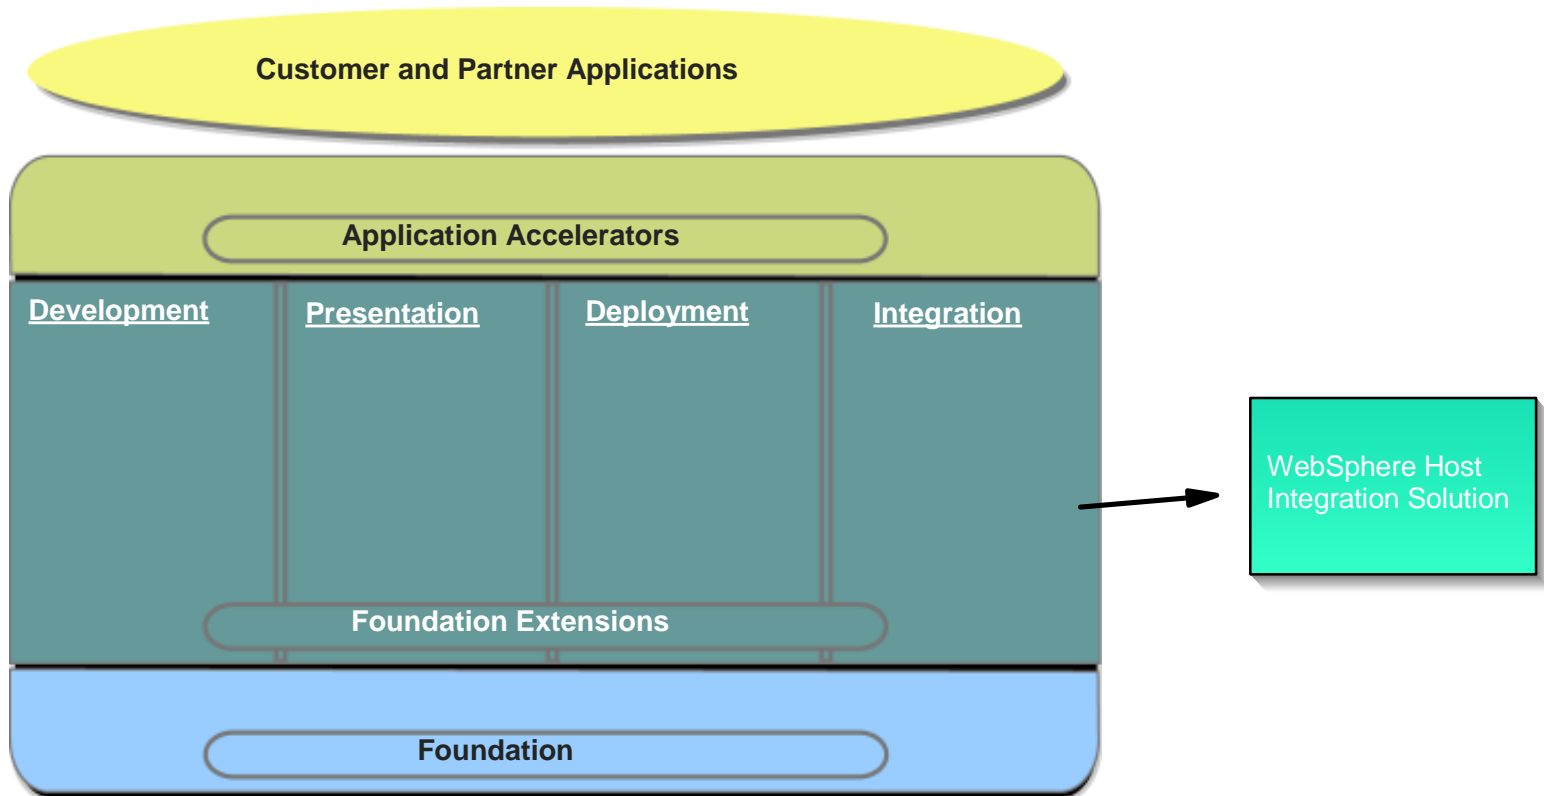 Customer and Partner Applications
Application Accelerators
Development
Presentation
Deployment
Integration
WebSphere Host
Integration Solution
Foundation Extensions
Foundation